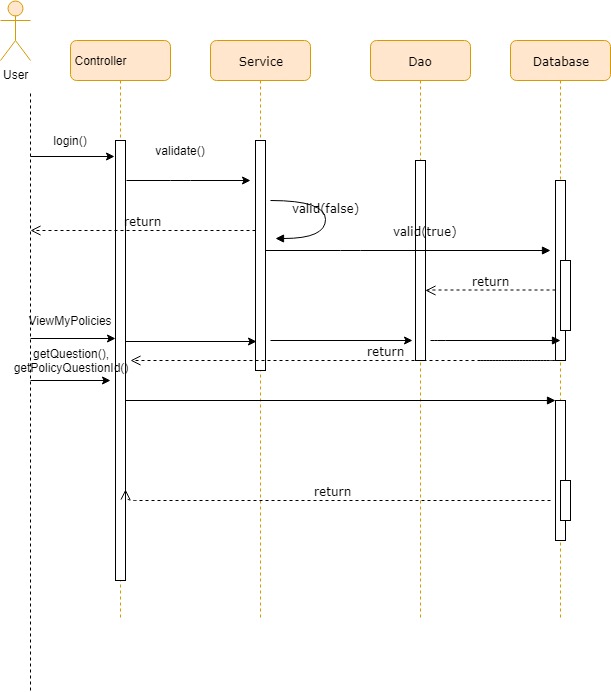 User
Controller
Service
Dao
Database
login()
validate()
valid(false)
return
valid(true)
return
ViewMyPolicies
return
getQuestion(),
getPolicyQuestionId()
return